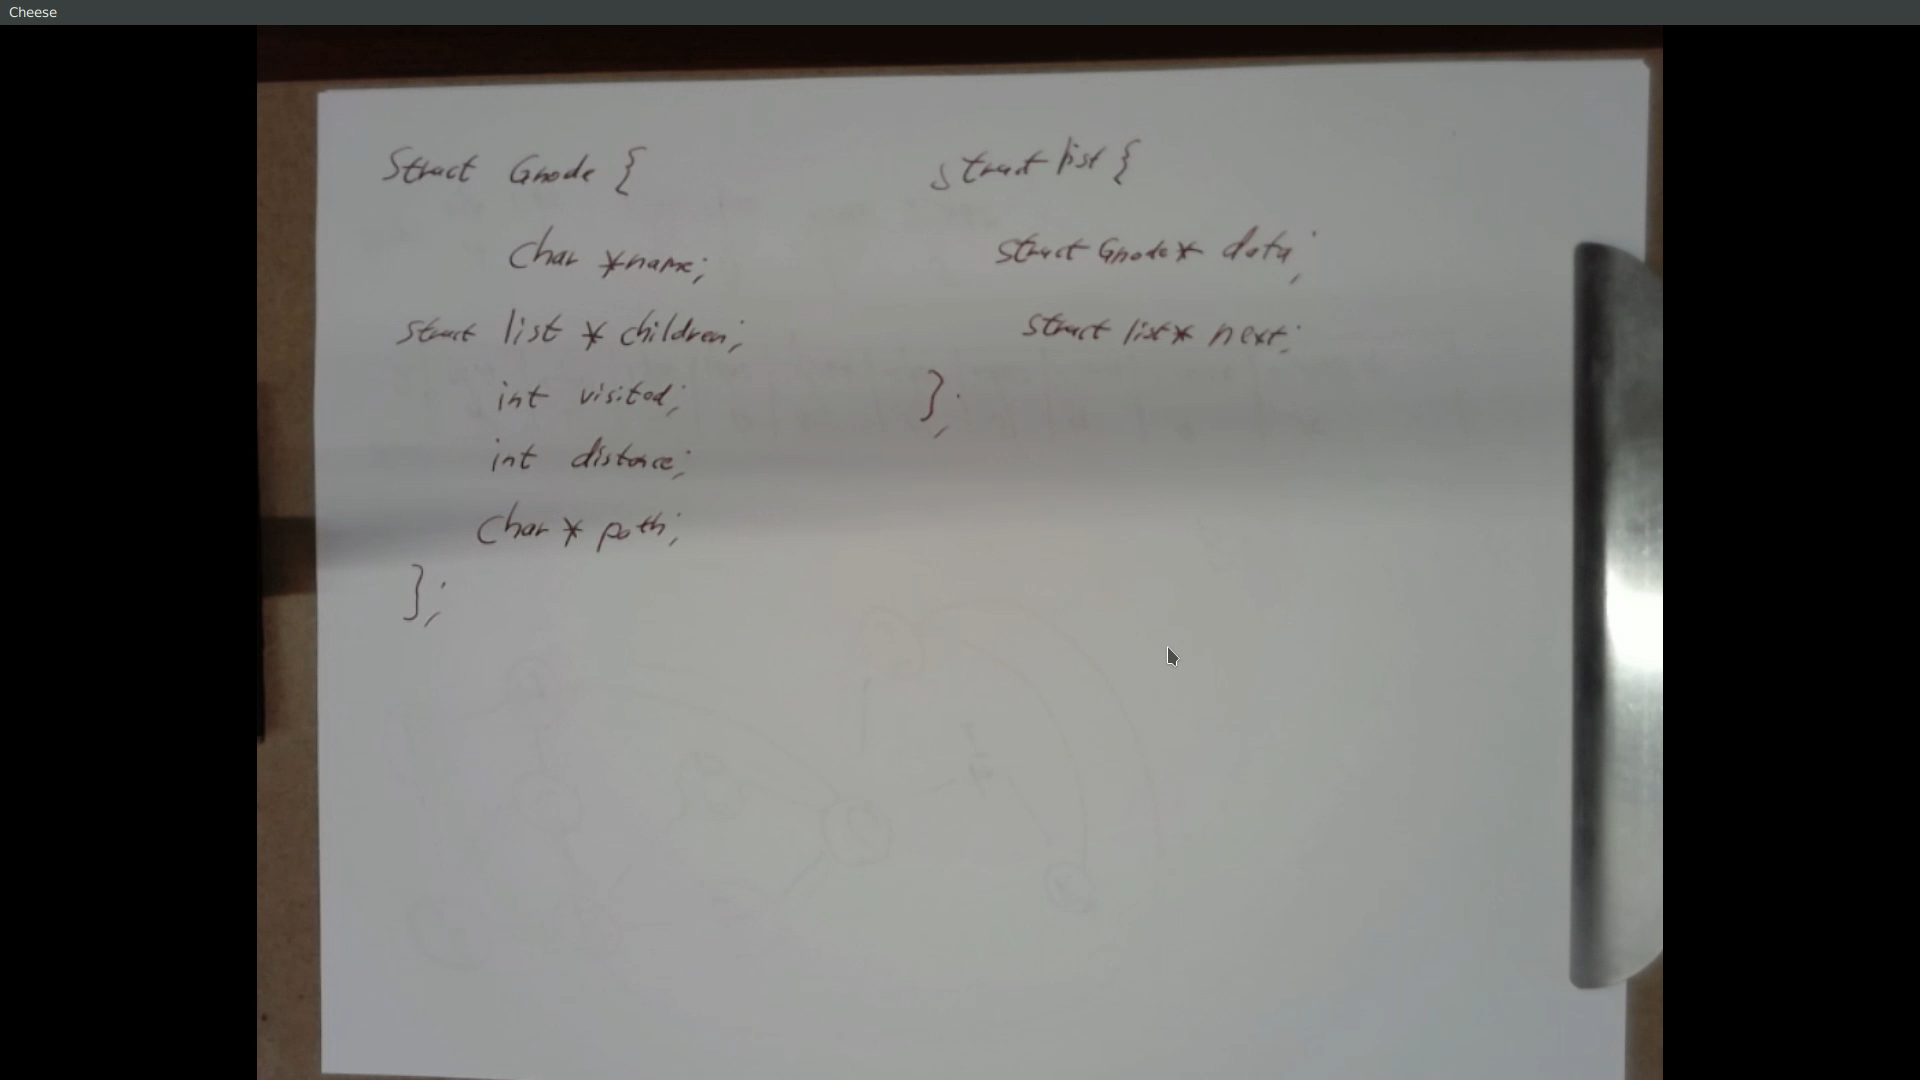 Cheese
Struct Gnode {
char *name;
struct list * children;
int visited;
int distance;
char * path;
};
struct list {
struct Gnode* data;
struct list* next;
};